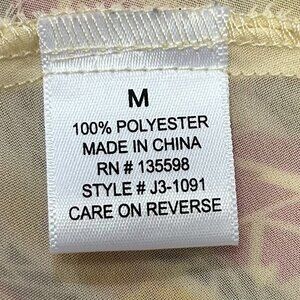 M
100% POLYESTER
MADE IN CHINA
RN # 135598
STYLE # J3-1091
CARE ON REVERSE